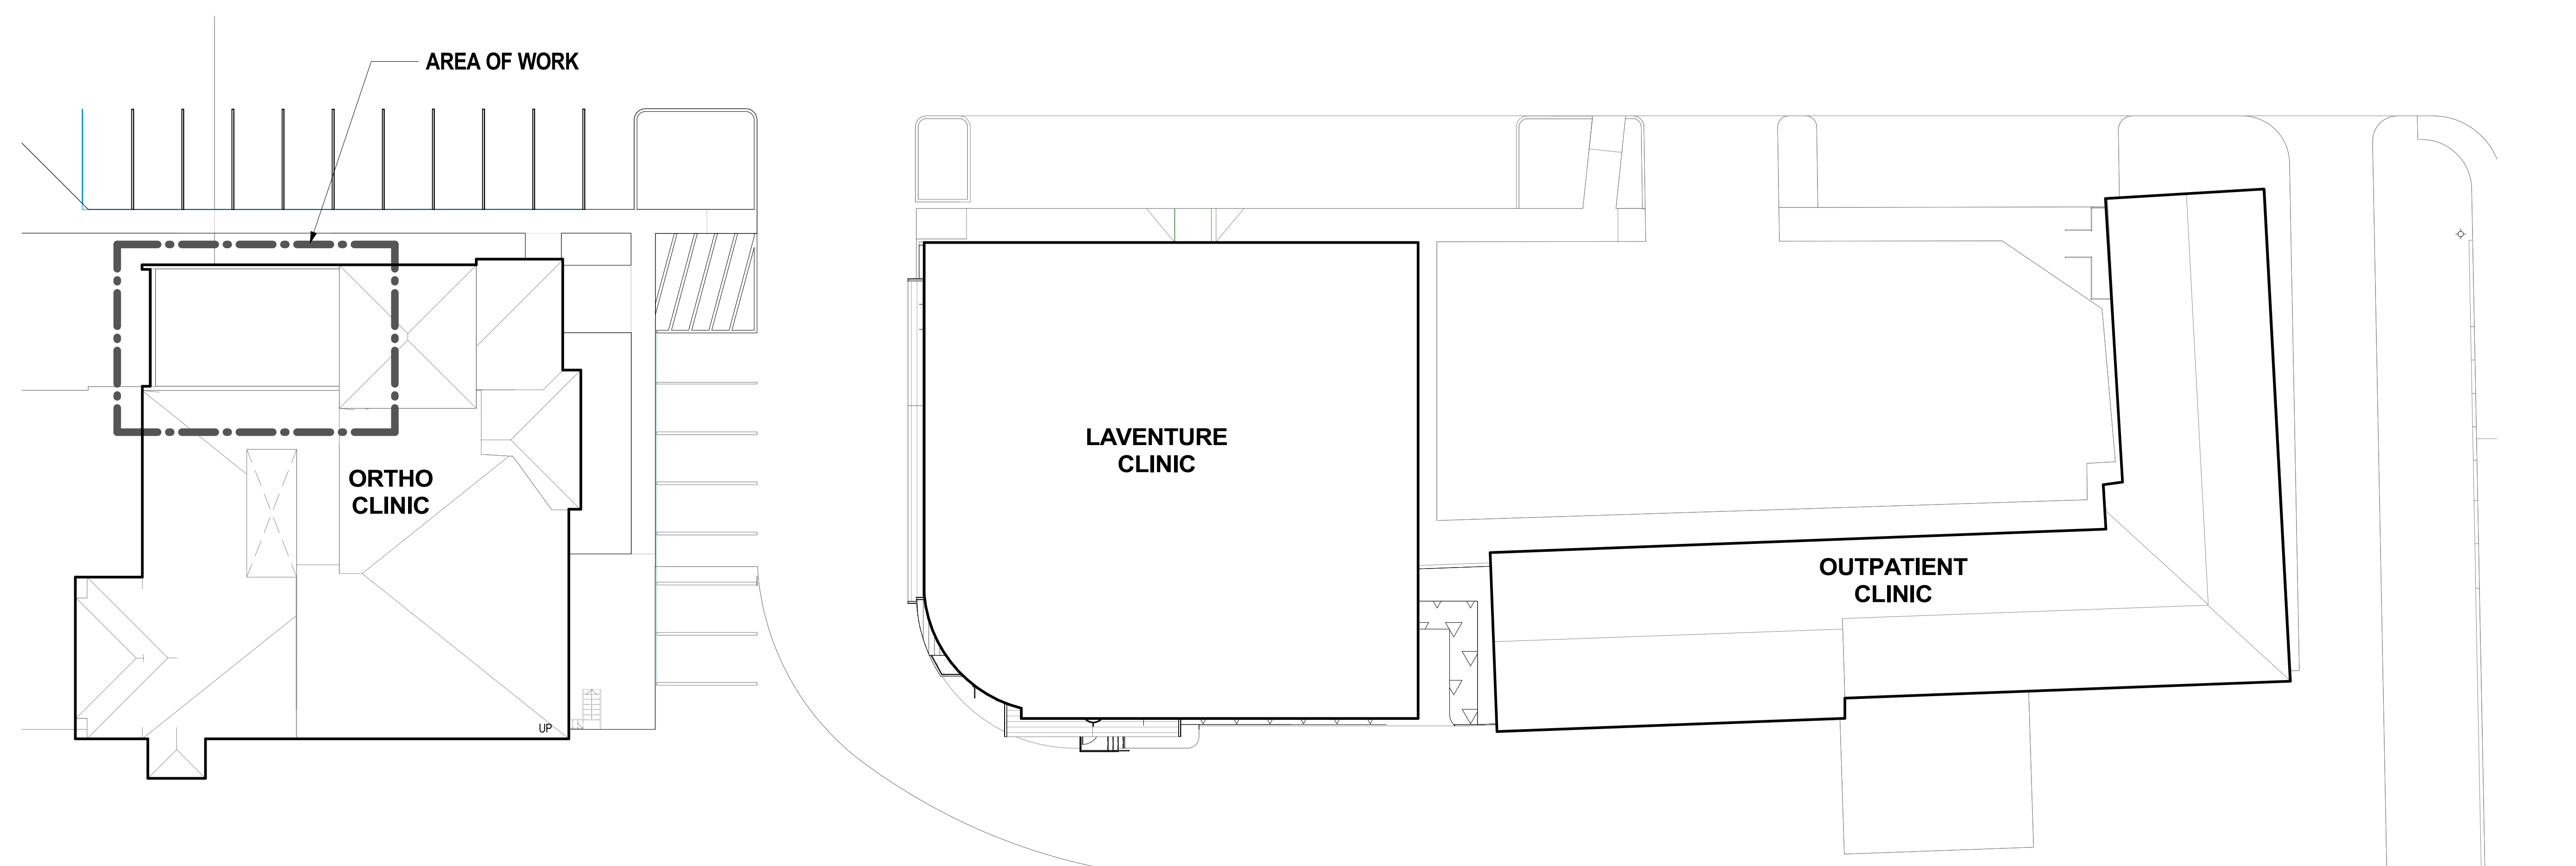 AREA OF WORK
ORTHO
CLINIC
UP
LAVENTURE
CLINIC
OUTPATIENT
CLINIC